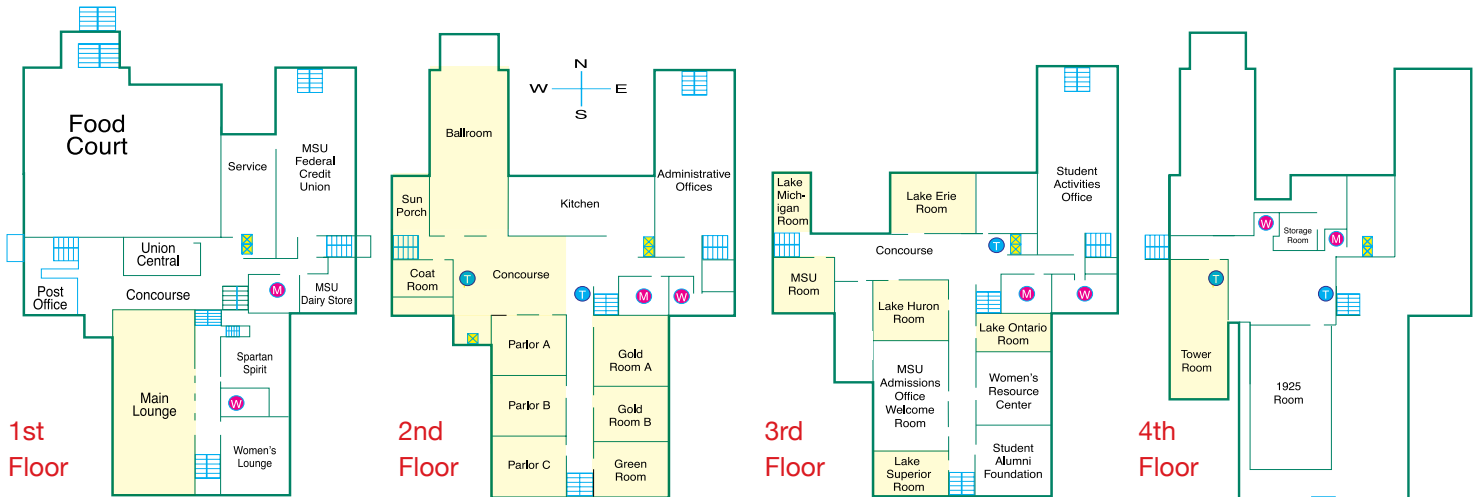 Food
Court
Service
MSU
Federal
Credit
Union
Union
Central
Post
Office
Concourse
M
MSU
Dairy Store
Spartan
Spirit
W
Main
Lounge
Women's
Lounge
1st
Floor
N
W
E
S
Ballroom
Administrative
Offices
Sun
Porch
Kitchen
Coat
Room
T
Concourse
T
M
W
Parlor A
Gold
Room A
Parlor B
Gold
Room B
Parlor C
Green
Room
2nd
Floor
Lake
Mich-
igan
Room
Lake Erie
Room
Student
Activities
Office
Concourse
T
MSU
Room
Lake Huron
Room
M
W
Lake Ontario
Room
MSU
Admissions
Office
Welcome
Room
Women's
Resource
Center
Lake
Superior
Room
Student
Alumni
Foundation
3rd
Floor
W
Storage
Room
M
T
T
Tower
Room
1925
Room
4th
Floor